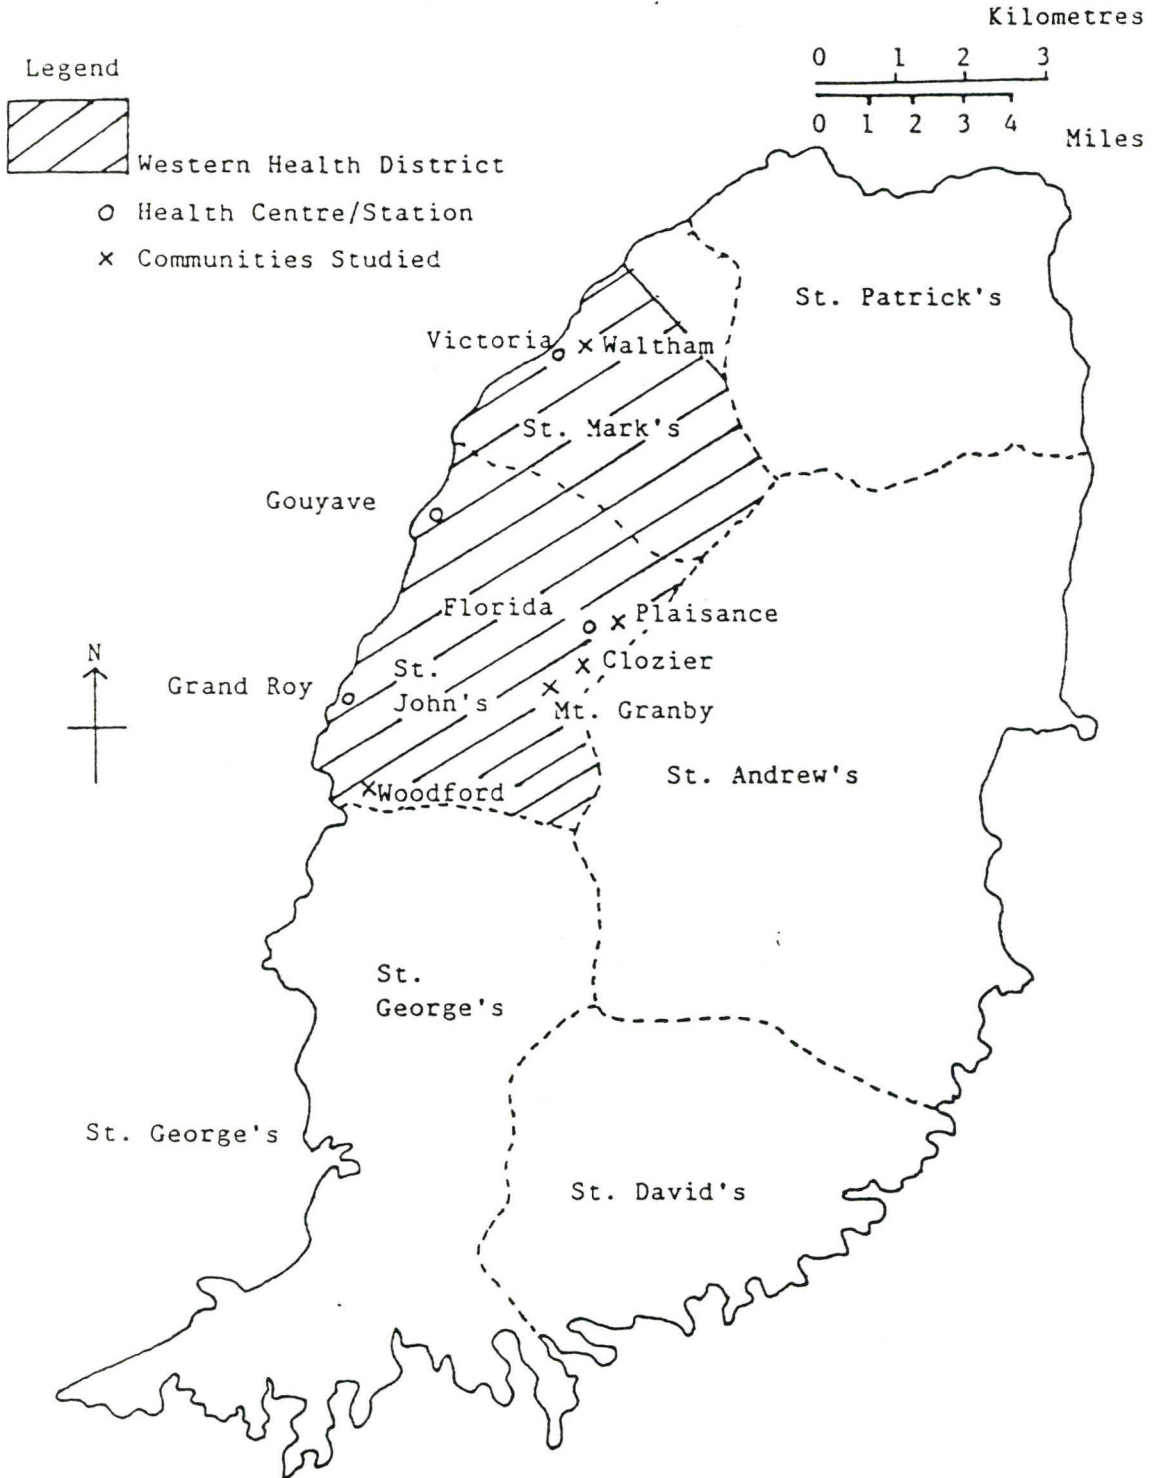 Kilometres
0 1 2 3
0 1 2 3 4
Miles
Legend
Western Health District
o Health Centre/Station
x Communities Studied
St. Patrick's
Victoria
x Waltham
St. Mark's
Gouyave
Florida
x Plaisance
N
St.
John's
x Clozier
Grand Roy
x
Mt. Granby
St. Andrew's
x Woodford
St.
George's
St. George's
St. David's